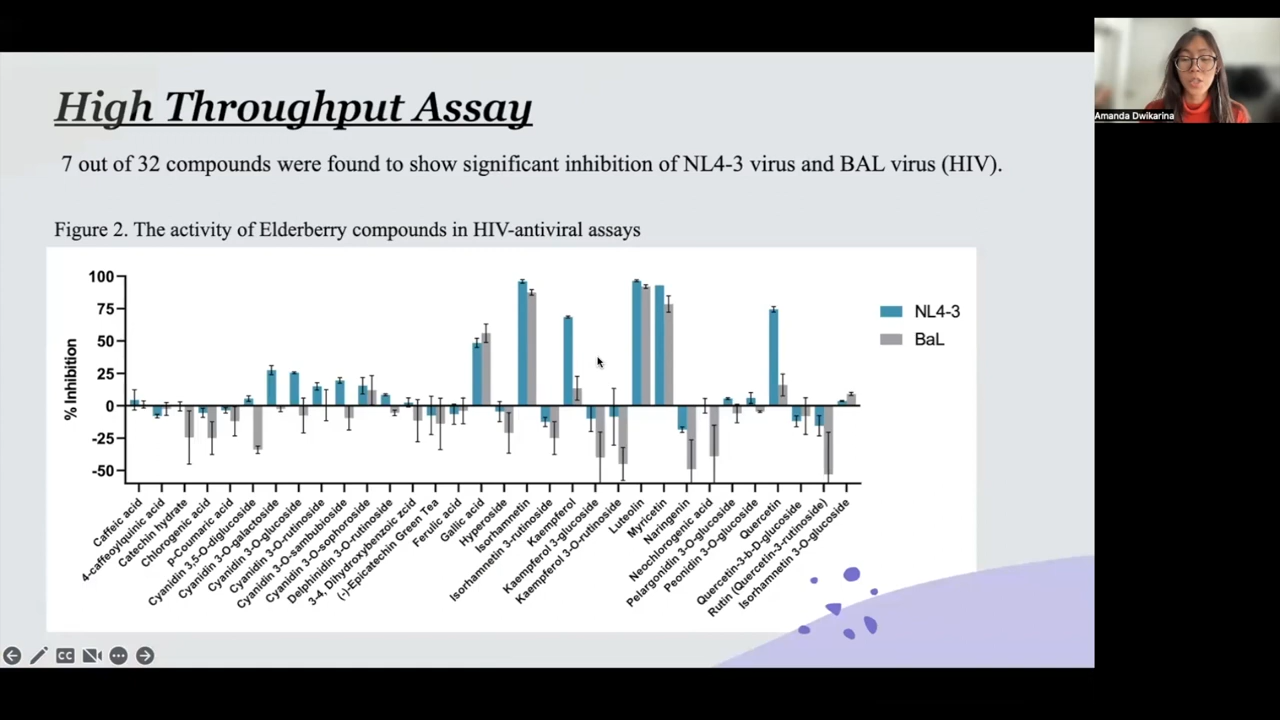 High Throughput Assay
7 out of 32 compounds were found to show significant inhibition of NL4-3 virus and BAL virus (HIV).
Figure 2. The activity of Elderberry compounds in HIV-antiviral assays
% Inhibition
100
75
50
25
0
-25
-50
NL4-3
BaL
Caffeic acid
4-caffeoylquinic acid
Catechin hydrate
Chlorogenic acid
p-Coumaric acid
Cyanidin 3,5-O-diglucoside
Cyanidin 3-O-galactoside
Cyanidin 3-O-glucoside
Cyanidin 3-O-rutinoside
Cyanidin 3-O-sambubioside
Cyanidin 3-O-sophoroside
Delphinidin 3-O-rutinoside
3-4, Dihydroxybenzoic zcid
(-)-Epicatechin Green Tea
Ferulic acid
Gallic acid
Hyperoside
Isorhamnetin
Isorhamnetin 3-rutinoside
Kaempferol
Kaempferol 3-glucoside
Kaempferol 3-O-rutinoside
Luteolin
Myricetin
Naringenin
Neochlorogenic acid
Pelargonidin 3-O-glucoside
Peonidin 3-O-glucoside
Quercetin
Quercetin-3-b-D-glucoside
Rutin (Quercetin-3-rutinoside)
Isorhamnetin 3-O-glucoside
CC
Amanda Dwikarina